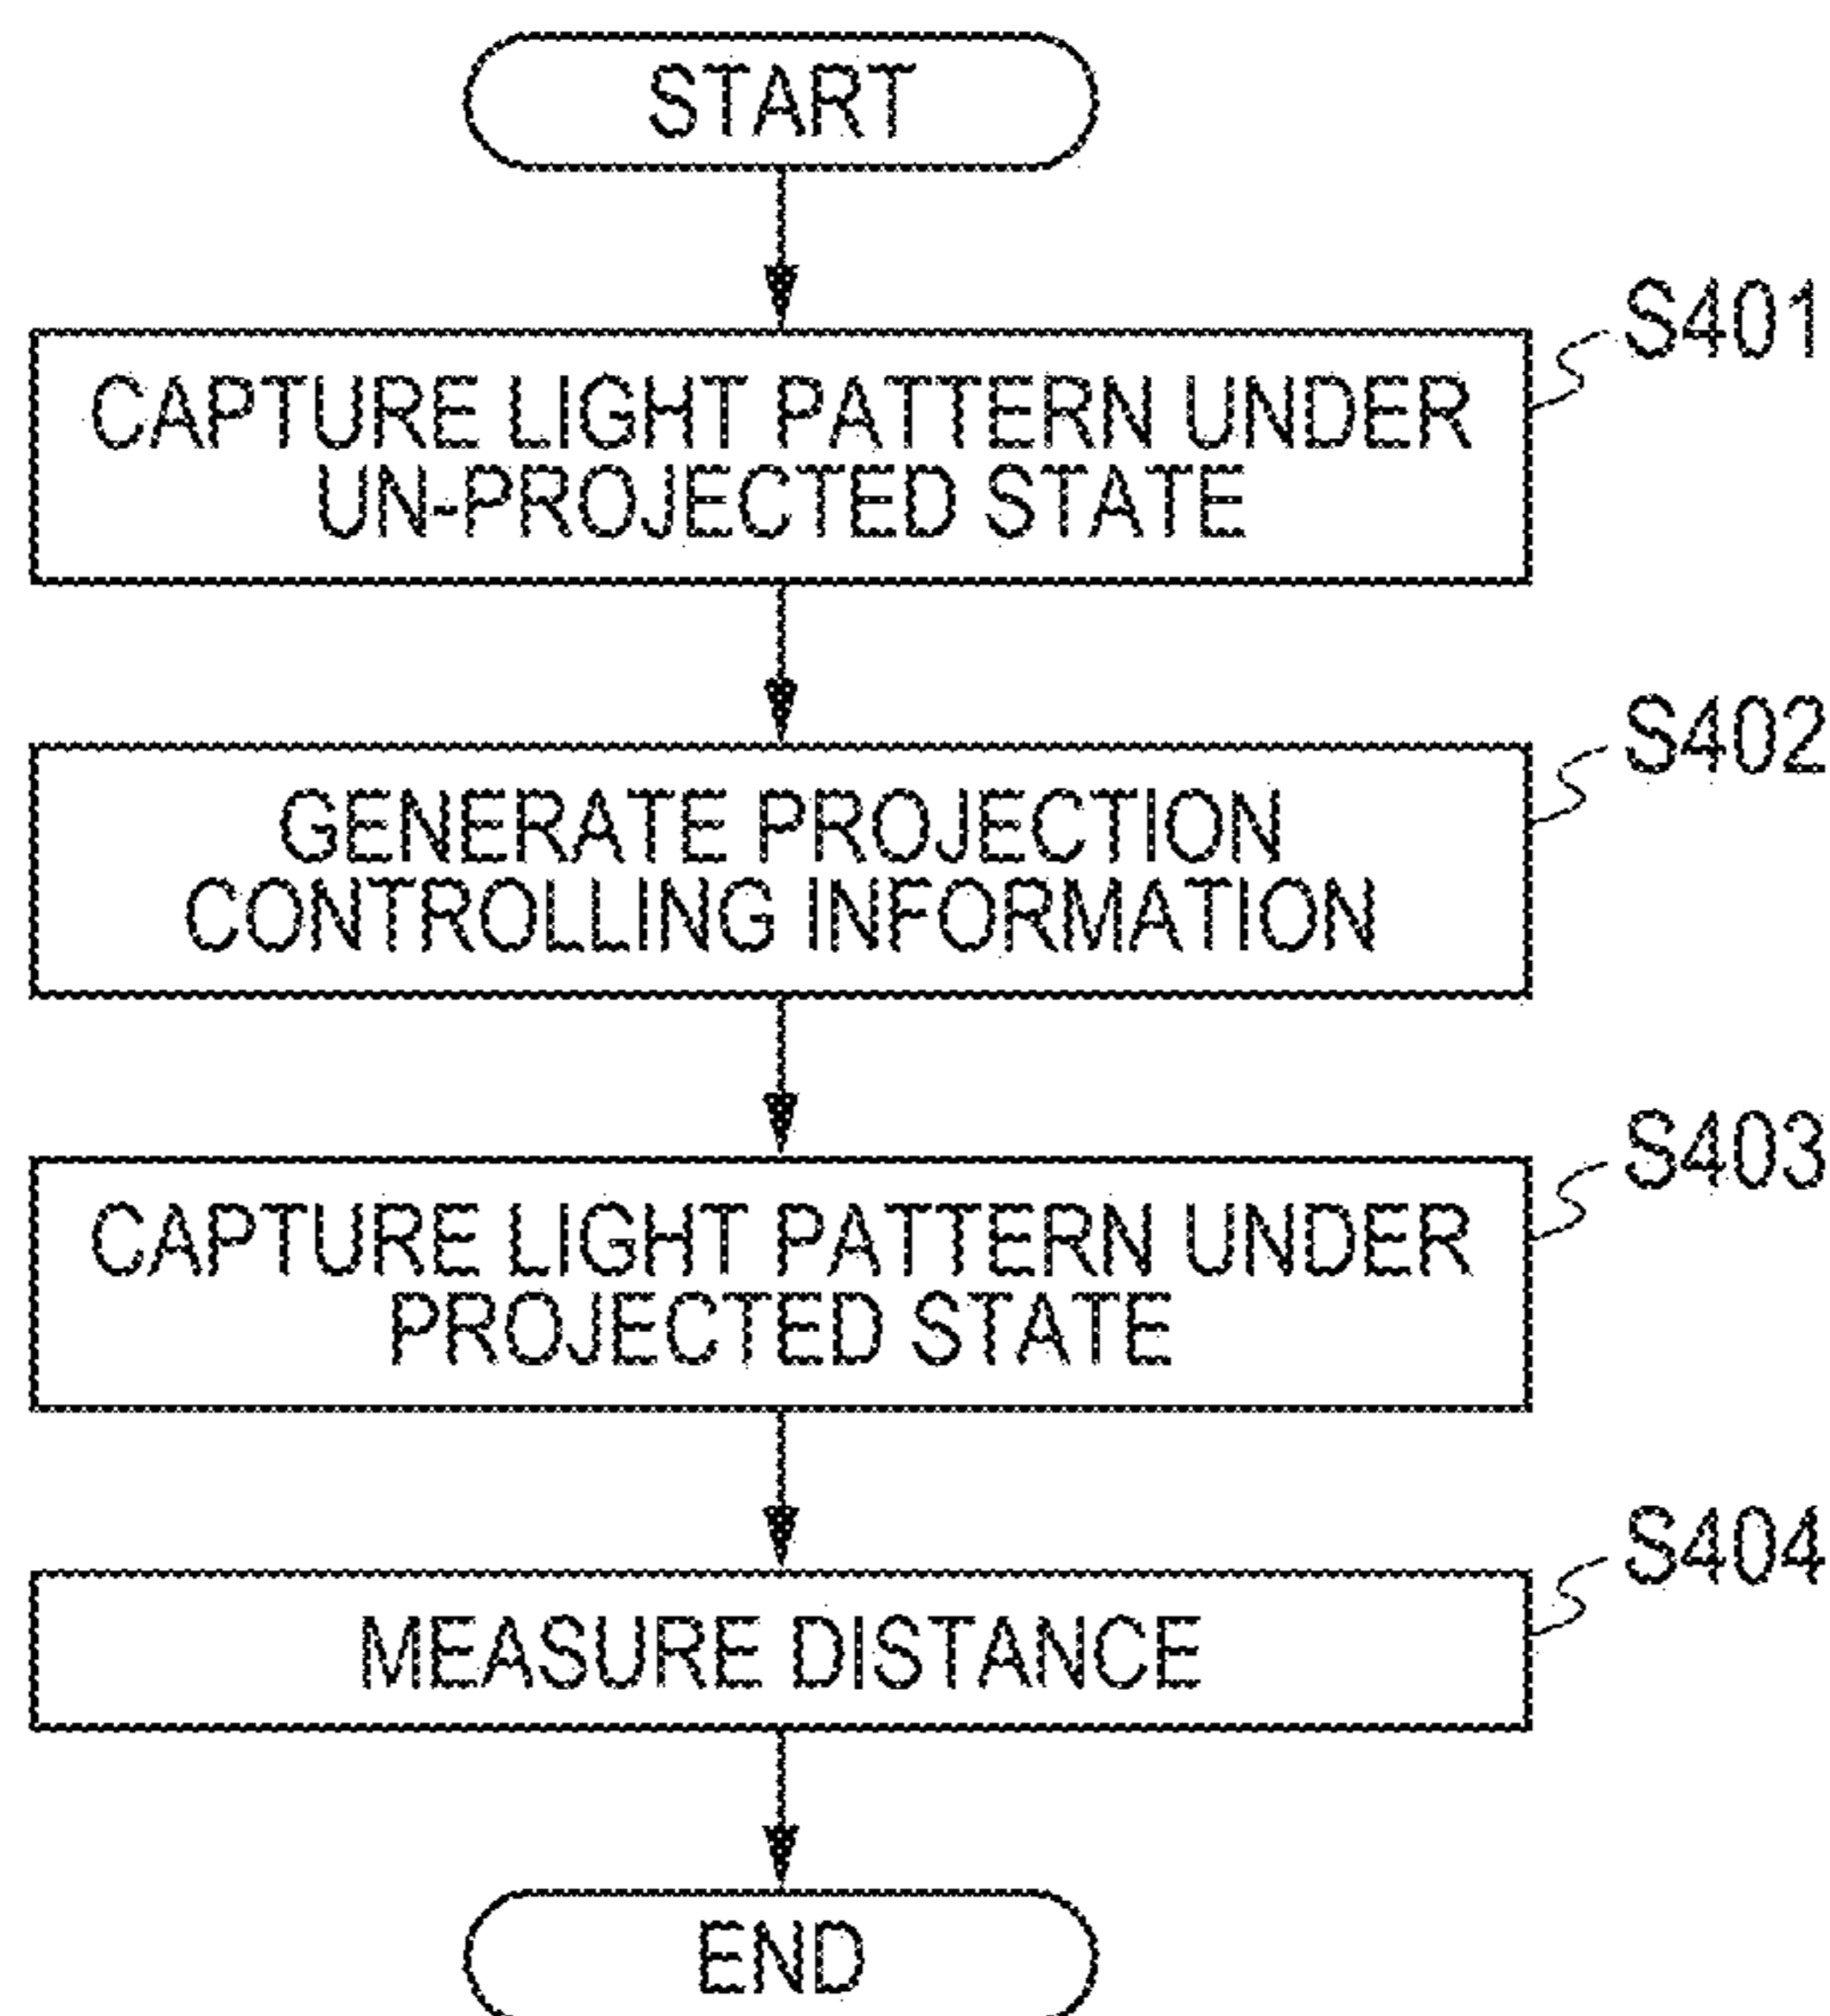 START
S401
CAPTURE LIGHT PATTERN UNDER
UN-PROJECTED STATE
S402
GENERATE PROJECTION
CONTROLLING INFORMATION
S403
CAPTURE LIGHT PATTERN UNDER
PROJECTED STATE
S404
MEASURE DISTANCE
END